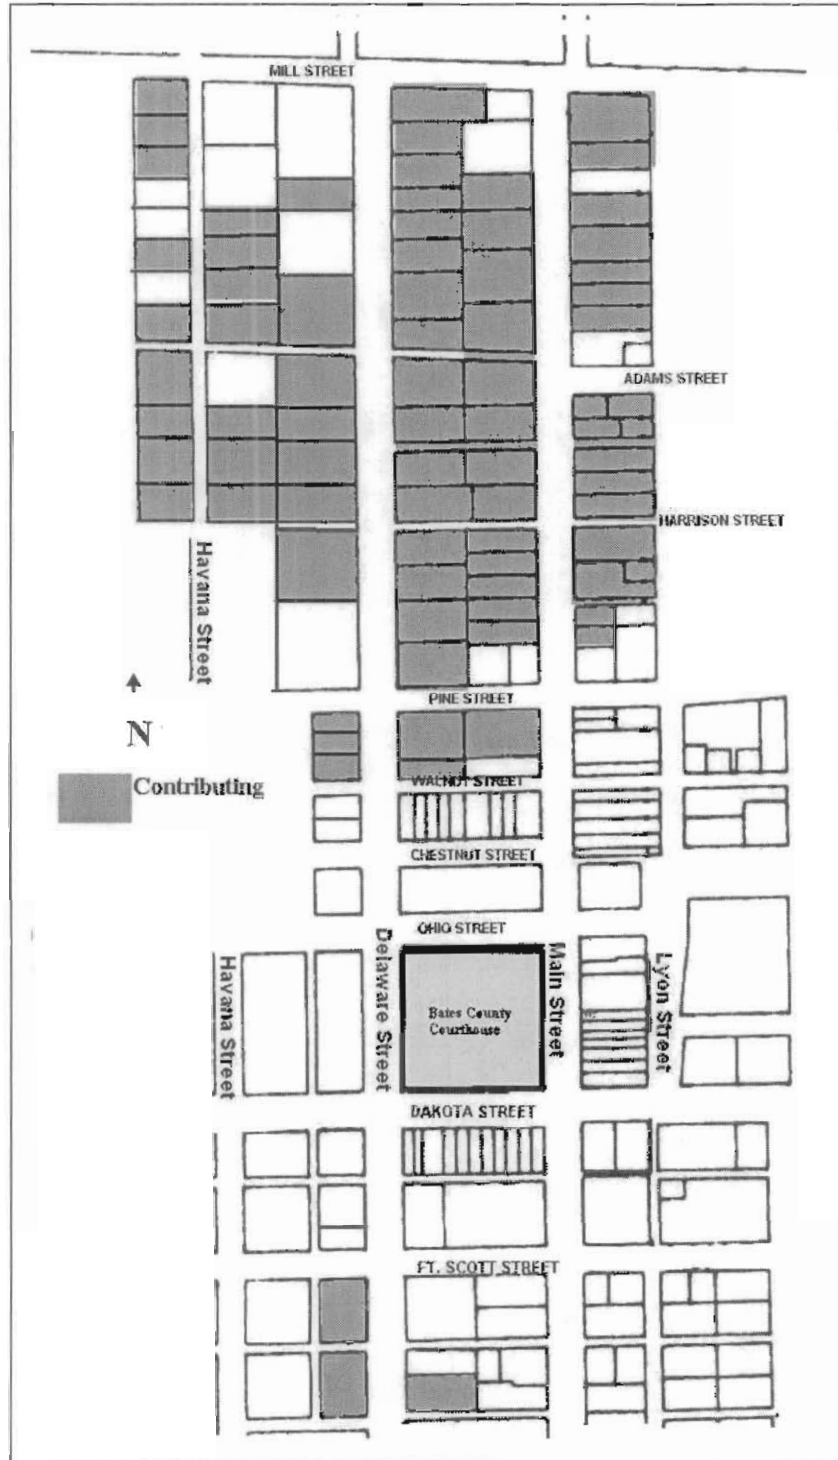 MILL STREET
ADAMS STREET
HARRISON STREET
Havana Street
PINE STREET
N
Contributing
WALNUT STREET
CHESTNUT STREET
OHIO STREET
Havana Street
Delaware Street
Bates County
Courthouse
Main Street
Lyon Street
DAKOTA STREET
FT. SCOTT STREET